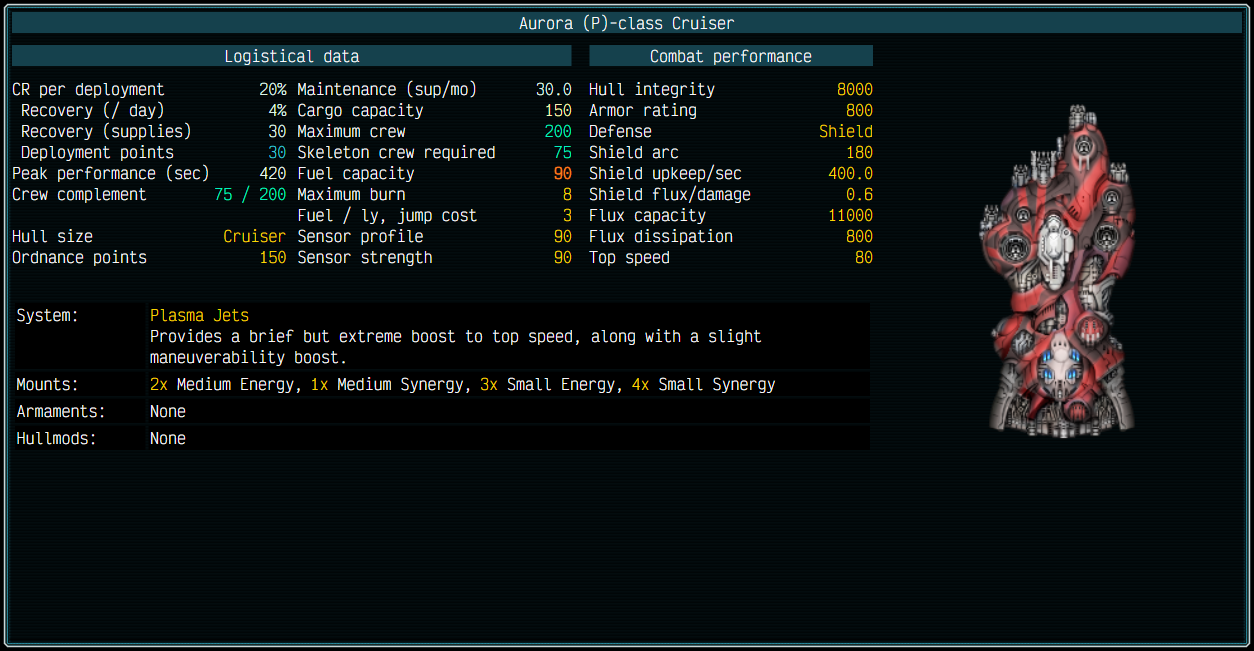 Aurora (P)-class Cruiser
Logistical data
CR per deployment 20% Maintenance (sup/mo) 30.0
Recovery (/ day) 4% Cargo capacity 150
Recovery (supplies) 30 Maximum crew 200
Deployment points 30 Skeleton crew required 75
Peak performance (sec) 420 Fuel capacity 90
Crew complement 75 / 200 Maximum burn 8
Fuel / ly, jump cost 3
Hull size Cruiser Sensor profile 90
Ordnance points 150 Sensor strength 90
Combat performance
Hull integrity 8000
Armor rating 800
Defense Shield
Shield arc 180
Shield upkeep/sec 400.0
Shield flux/damage 0.6
Flux capacity 11000
Flux dissipation 800
Top speed 80
System: Plasma Jets
Provides a brief but extreme boost to top speed, along with a slight
maneuverability boost.
Mounts: 2x Medium Energy, 1x Medium Synergy, 3x Small Energy, 4x Small Synergy
Armaments: None
Hullmods: None